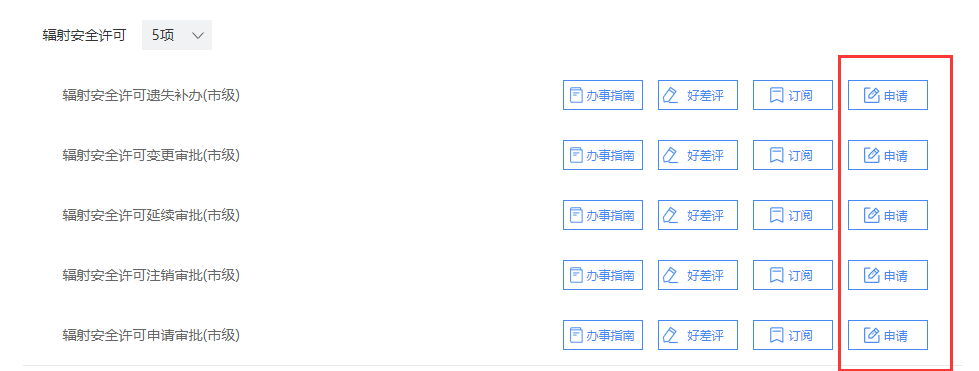 辐射安全许可 5项
辐射安全许可遗失补办(市级) 办事指南 好差评 订阅 申请
辐射安全许可变更审批(市级) 办事指南 好差评 订阅 申请
辐射安全许可延续审批(市级) 办事指南 好差评 订阅 申请
辐射安全许可注销审批(市级) 办事指南 好差评 订阅 申请
辐射安全许可申请审批(市级) 办事指南 好差评 订阅 申请